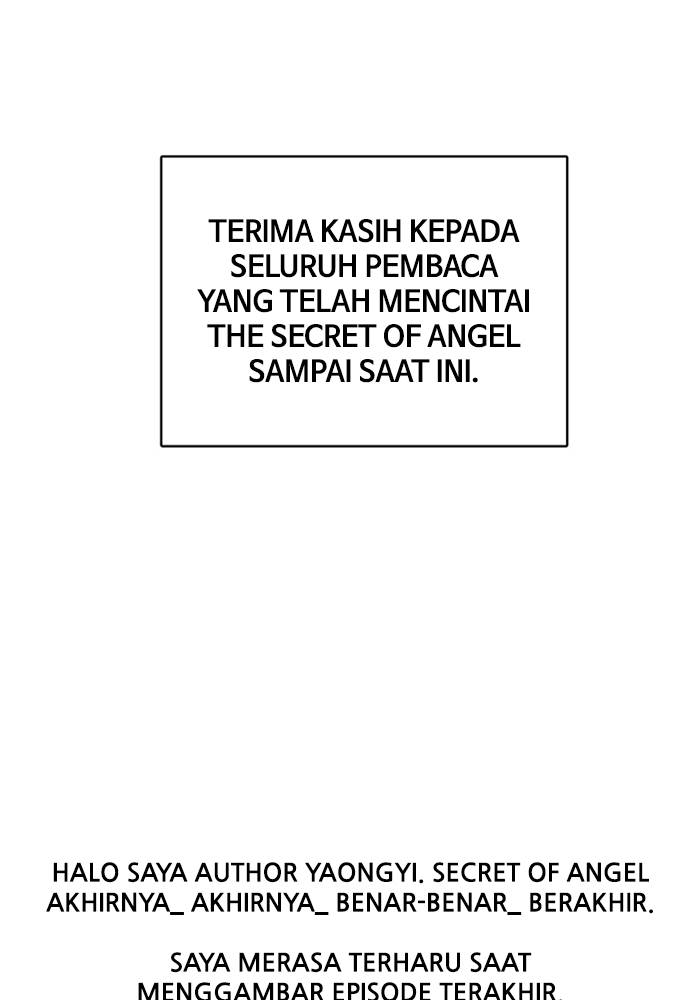 TERIMA KASIH KEPADA
SELURUH PEMBACA
YANG TELAH MENCINTAI
THE SECRET OF ANGEL
SAMPAI SAAT INI.
HALO SAYA AUTHOR YAONGYI. SECRET OF ANGEL
AKHIRNYA_ AKHIRNYA_ BENAR-BENAR_ BERAKHIR.
SAYA MERASA TERHARU SAAT
MENGGAMBAR EPISODE TERAKHIR.